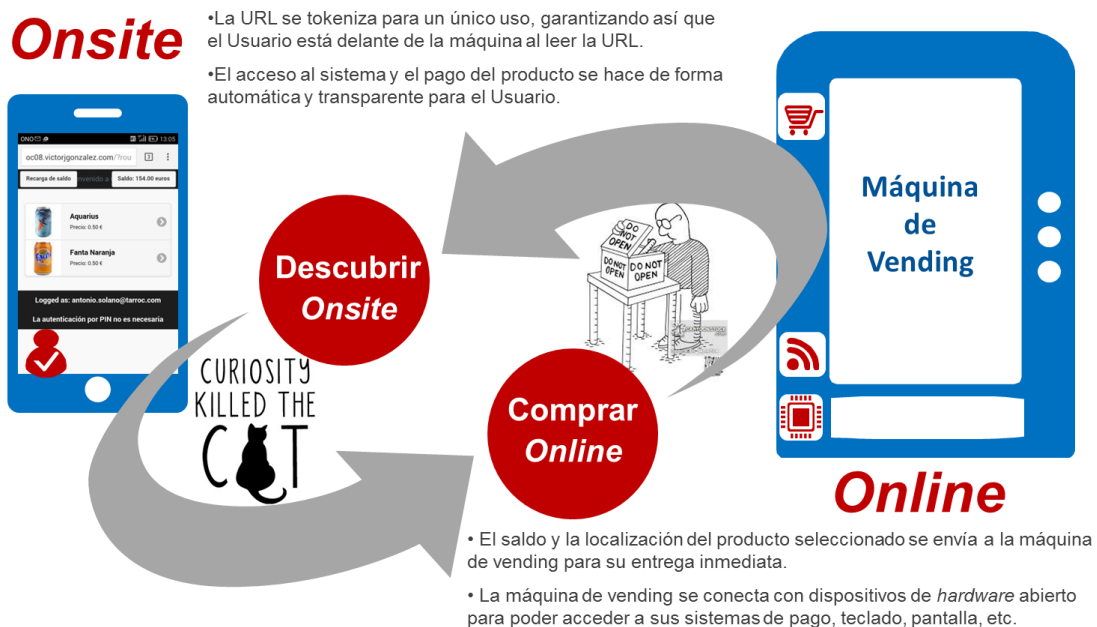 Onsite
•La URL se tokeniza para un único uso, garantizando así que
el Usuario está delante de la máquina al leer la URL.
•El acceso al sistema y el pago del producto se hace de forma
automática y transparente para el Usuario.
ONO
13:05
oc08.victorjgonzalez.com/?rou
Recarga de saldo
nvenido a
Saldo: 154.00 euros
Aquarius
Precio: 0.50 €
Fanta Naranja
Precio: 0.50 €
Logged as: antonio.solano@tarroc.com
La autenticación por PIN no es necesaria
Descubrir
Onsite
DO
NOT
OPEN
DO NOT
OPEN
DO NOT
OPEN
Máquina
de
Vending
CURIOSITY
KILLED THE
CAT
Comprar
Online
Online
• El saldo y la localización del producto seleccionado se envía a la máquina
de vending para su entrega inmediata.
• La máquina de vending se conecta con dispositivos de hardware abierto
para poder acceder a sus sistemas de pago, teclado, pantalla, etc.